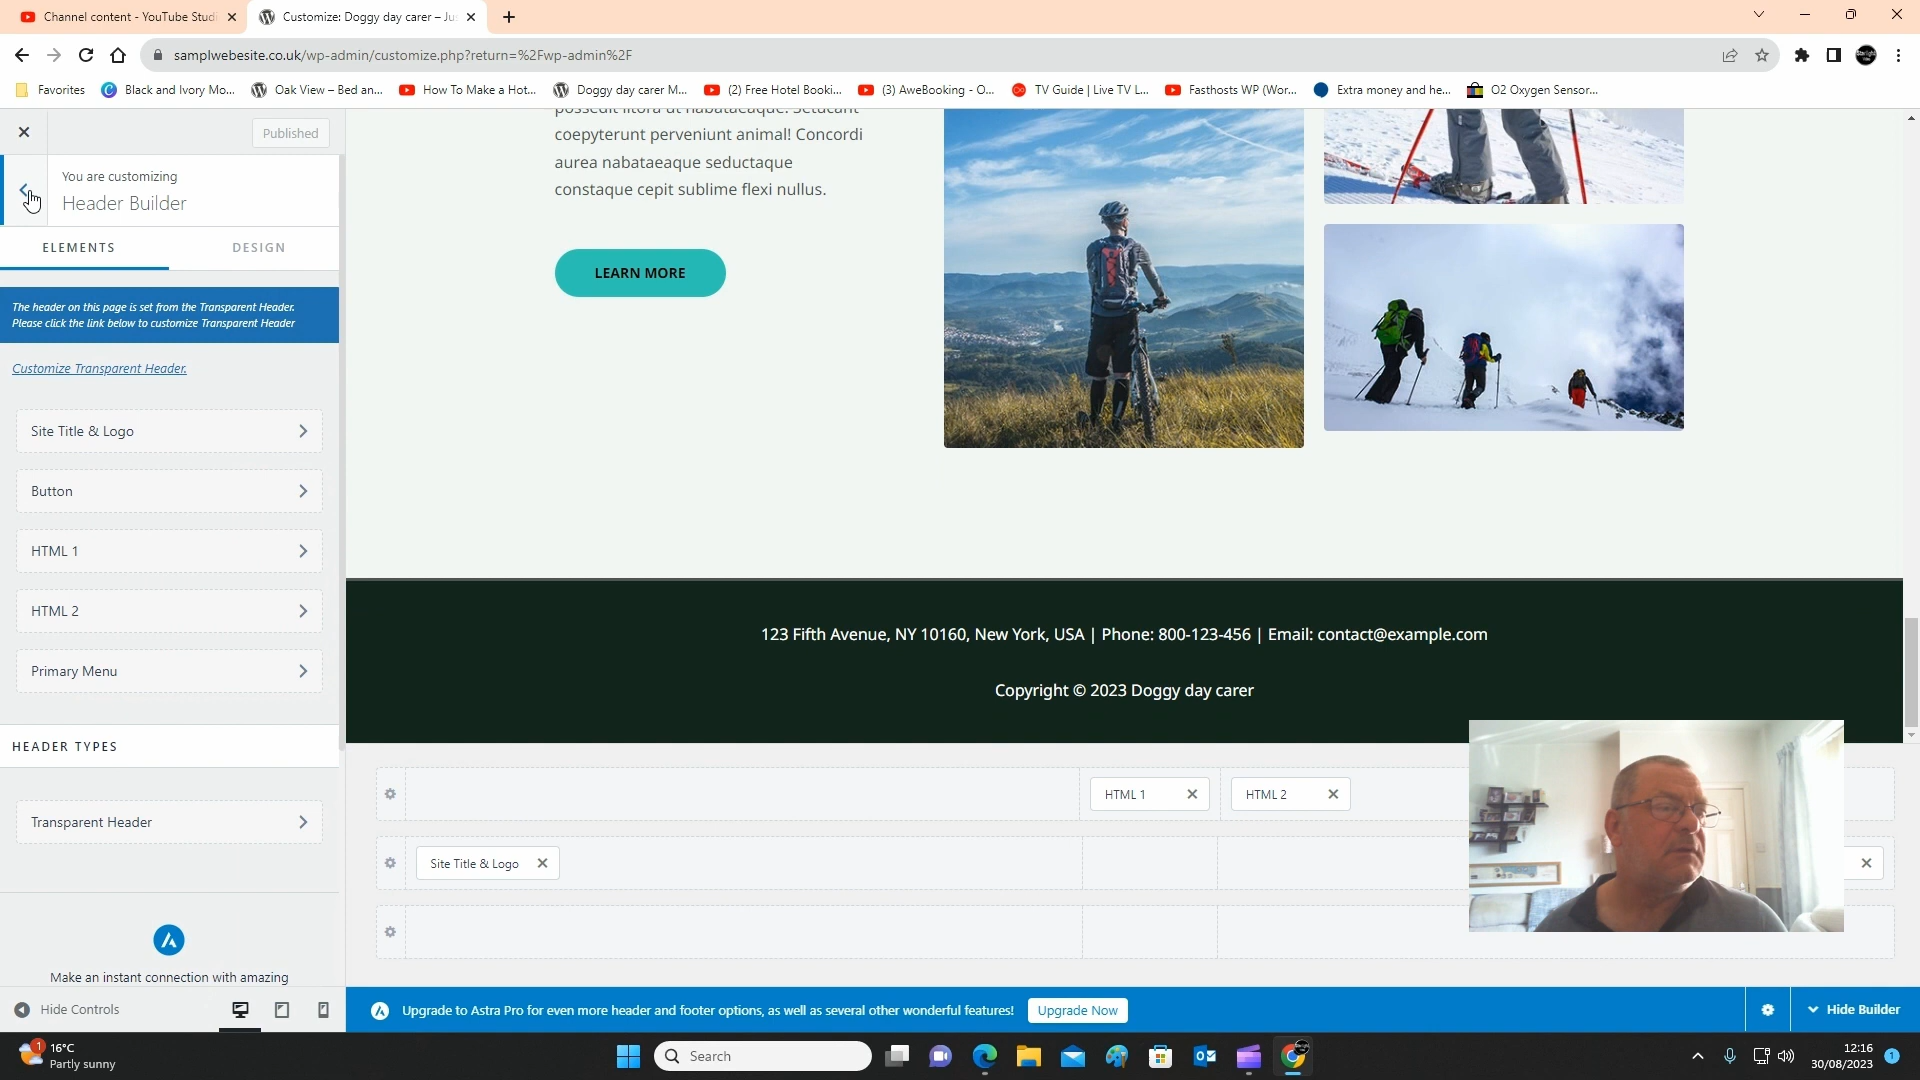 Channel content - YouTube Studi
Customize: Doggy day carer – Ju
samplwebesite.co.uk/wp-admin/customize.php?return=%2Fwp-admin%2F
Favorites
Black and Ivory Mo...
Oak View – Bed an...
How To Make a Hot...
Doggy day carer M...
(2) Free Hotel Booki...
(3) AweBooking - O...
TV Guide | Live TV L...
Fasthosts WP (Wor...
Extra money and he...
O2 Oxygen Sensor...
Published
You are customizing
Header Builder
ELEMENTS
DESIGN
The header on this page is set from the Transparent Header.
Please click the link below to customize Transparent Header
Customize Transparent Header.
Site Title & Logo
Button
HTML 1
HTML 2
Primary Menu
HEADER TYPES
Transparent Header
Make an instant connection with amazing
Hide Controls
possedit litora ut nabataeaque. Setucant
coepyterunt perveniunt animal! Concordi
aurea nabataeaque seductaque
constaque cepit sublime flexi nullus.
LEARN MORE
123 Fifth Avenue, NY 10160, New York, USA | Phone: 800-123-456 | Email: contact@example.com
Copyright © 2023 Doggy day carer
HTML 1
HTML 2
Site Title & Logo
Upgrade to Astra Pro for even more header and footer options, as well as several other wonderful features!
Upgrade Now
Hide Builder
1
16°C
Partly sunny
Search
12:16
30/08/2023
1